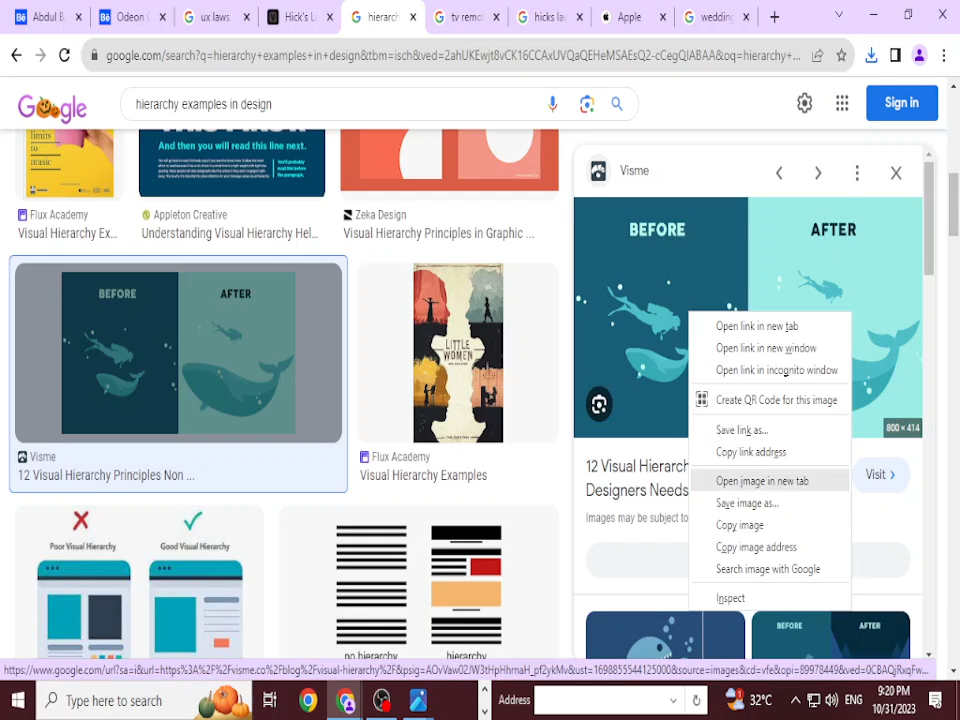 Abdul B
Odeon C
ux laws
Hick's L
hierarch
tv remot
hicks lav
Apple
wedding
google.com/search?q=hierarchy+examples+in+design&tbm=isch&ved=2ahUKEwjt8vCK16CCAxUVQaQEHeMSAEsQ2-cCegQIABAA&oq=hierarchy+...
Google
hierarchy examples in design
Sign in
limits
to
music
And then you will read this line next.
Flux Academy
Visual Hierarchy Ex...
Appleton Creative
Understanding Visual Hierarchy Hel...
Zeka Design
Visual Hierarchy Principles in Graphic ...
Visme
BEFORE
AFTER
BEFORE
AFTER
LITTLE
WOMEN
800 × 414
Visme
12 Visual Hierarchy Principles Non ...
Flux Academy
Visual Hierarchy Examples
Open link in new tab
Open link in new window
Open link in incognito window
Create QR Code for this image
Save link as...
Copy link address
Open image in new tab
Save image as...
Copy image
Copy image address
Search image with Google
Inspect
12 Visual Hierarch
Designers Needs
Visit
Images may be subject to
Poor Visual Hierarchy
Good Visual Hierarchy
no hierarchy
hierarchy
BEFORE
AFTER
https://www.google.com/url?sa=i&url=https%3A%2F%2Fvisme.co%2Fblog%2Fvisual-hierarchy%2F&psig=AOvVaw02JW3tHpHhrnaH_pf2ykMv&ust=1698855544125000&source=images&cd=vfe&opi=89978449&ved=0CBAQjRxqFw...
Type here to search
Address
32°C
ENG
9:20 PM
10/31/2023